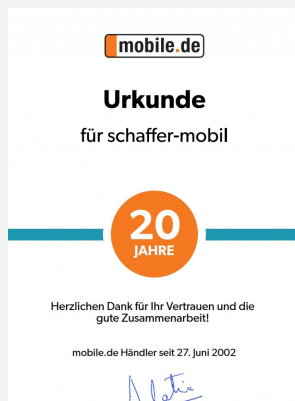 mobile.de
Urkunde
für schaffer-mobil
20
JAHRE
Herzlichen Dank für Ihr Vertrauen und die
gute Zusammenarbeit!
mobile.de Händler seit 27. Juni 2002